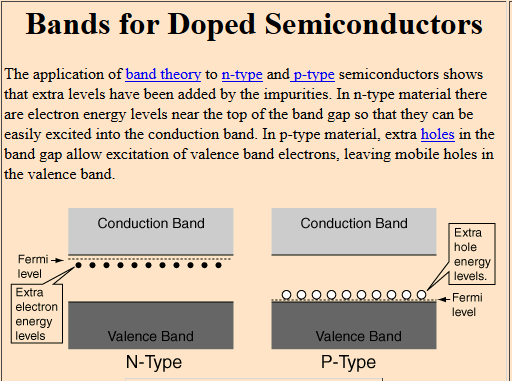 Bands for Doped Semiconductors
The application of band theory to n-type and p-type semiconductors shows
that extra levels have been added by the impurities. In n-type material there
are electron energy levels near the top of the band gap so that they can be
easily excited into the conduction band. In p-type material, extra holes in the
band gap allow excitation of valence band electrons, leaving mobile holes in
the valence band.
Conduction Band
Fermi
level
Extra
electron
energy
levels
Valence Band
N-Type
Conduction Band
Extra
hole
energy
levels.
Fermi
level
Valence Band
P-Type